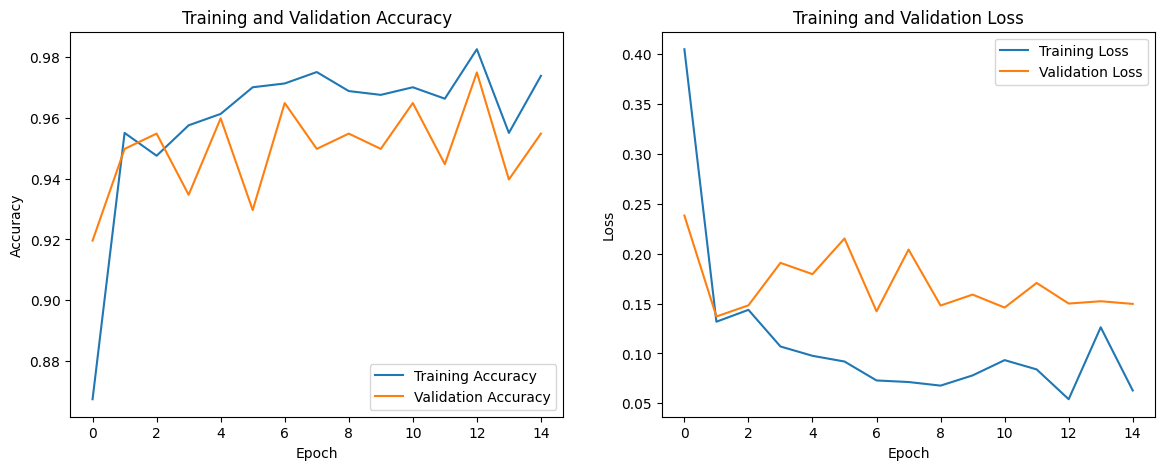 Training and Validation Accuracy
Accuracy
0.98
0.96
0.94
0.92
0.90
0.88
Training Accuracy
Validation Accuracy
0 2 4 6 8 10 12 14
Epoch
Training and Validation Loss
Loss
0.40
0.35
0.30
0.25
0.20
0.15
0.10
0.05
Training Loss
Validation Loss
0 2 4 6 8 10 12 14
Epoch